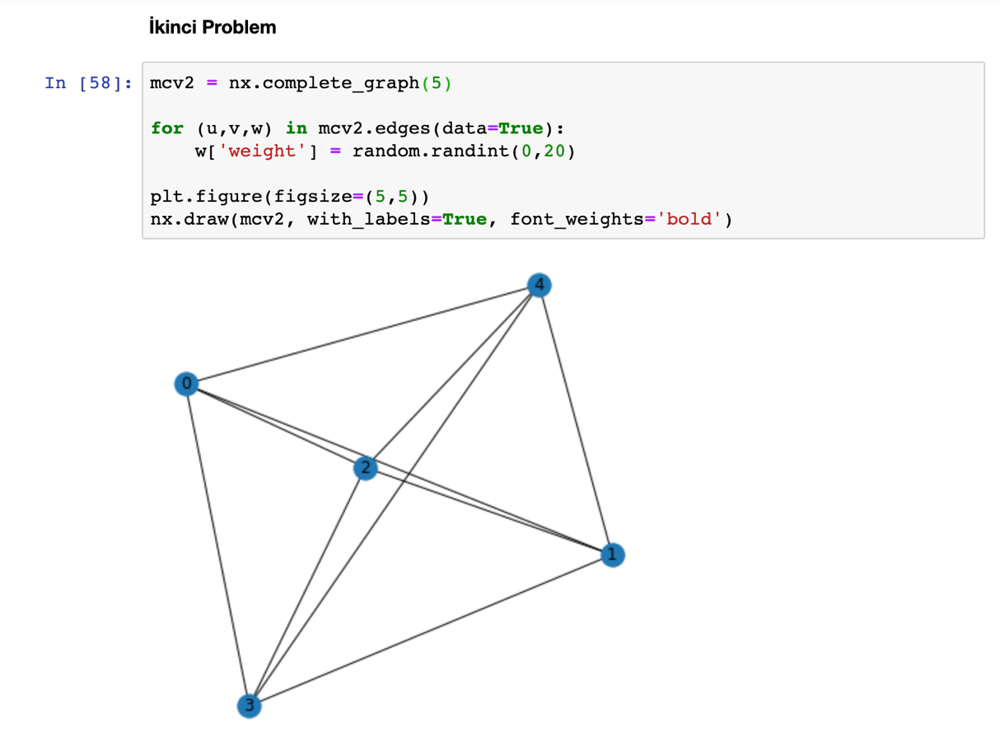 İkinci Problem
In [58]:
mcv2 = nx.complete_graph(5)
for (u,v,w) in mcv2.edges(data=True):
    w['weight'] = random.randint(0,20)
plt.figure(figsize=(5,5))
nx.draw(mcv2, with_labels=True, font_weights='bold')
4
0
2
1
3